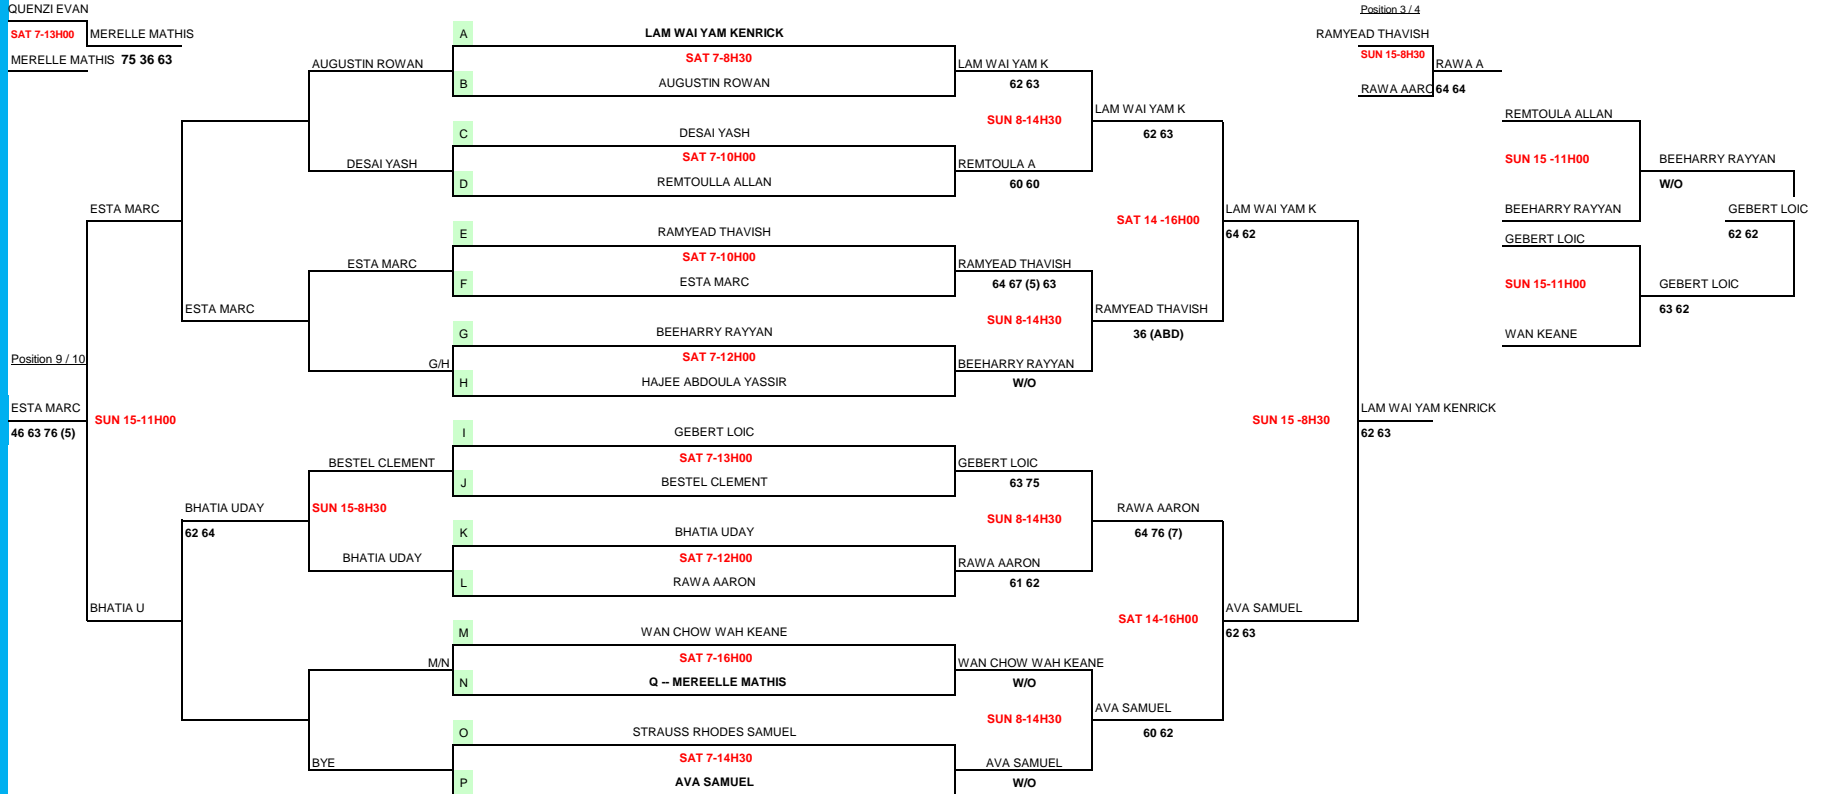 QUENZI EVAN
SAT 7-13H00
MERELLE MATHIS
MERELLE MATHIS 75 36 63
AUGUSTIN ROWAN
DESAI YASH
ESTA MARC
ESTA MARC
ESTA MARC
G/H
Position 9 / 10
ESTA MARC
46 63 76 (5)
SUN 15-11H00
BESTEL CLEMENT
BHATIA UDAY
62 64
SUN 15-8H30
BHATIA UDAY
BHATIA U
M/N
BYE
A LAM WAI YAM KENRICK
SAT 7-8H30
B AUGUSTIN ROWAN
C DESAI YASH
SAT 7-10H00
D REMTOULLA ALLAN
E RAMYEAD THAVISH
SAT 7-10H00
F ESTA MARC
G BEEHARRY RAYYAN
SAT 7-12H00
H HAJEE ABDOULA YASSIR
I GEBERT LOIC
SAT 7-13H00
J BESTEL CLEMENT
K BHATIA UDAY
SAT 7-12H00
L RAWA AARON
M WAN CHOW WAH KEANE
SAT 7-16H00
N Q -- MEREELLE MATHIS
O STRAUSS RHODES SAMUEL
SAT 7-14H30
P AVA SAMUEL
LAM WAI YAM K
62 63
SUN 8-14H30
REMTOULA A
60 60
RAMYEAD THAVISH
64 67 (5) 63
SUN 8-14H30
BEEHARRY RAYYAN
W/O
GEBERT LOIC
63 75
SUN 8-14H30
RAWA AARON
61 62
WAN CHOW WAH KEANE
W/O
SUN 8-14H30
AVA SAMUEL
W/O
LAM WAI YAM K
62 63
SAT 14 -16H00
RAMYEAD THAVISH
36 (ABD)
RAWA AARON
64 76 (7)
SAT 14-16H00
AVA SAMUEL
60 62
LAM WAI YAM K
64 62
SUN 15 -8H30
AVA SAMUEL
62 63
LAM WAI YAM KENRICK
62 63
Position 3 / 4
RAMYEAD THAVISH
SUN 15-8H30
RAWA A
RAWA AARO 64 64
REMTOULA ALLAN
SUN 15 -11H00
BEEHARRY RAYYAN
W/O
BEEHARRY RAYYAN
GEBERT LOIC
62 62
GEBERT LOIC
SUN 15-11H00
GEBERT LOIC
63 62
WAN KEANE